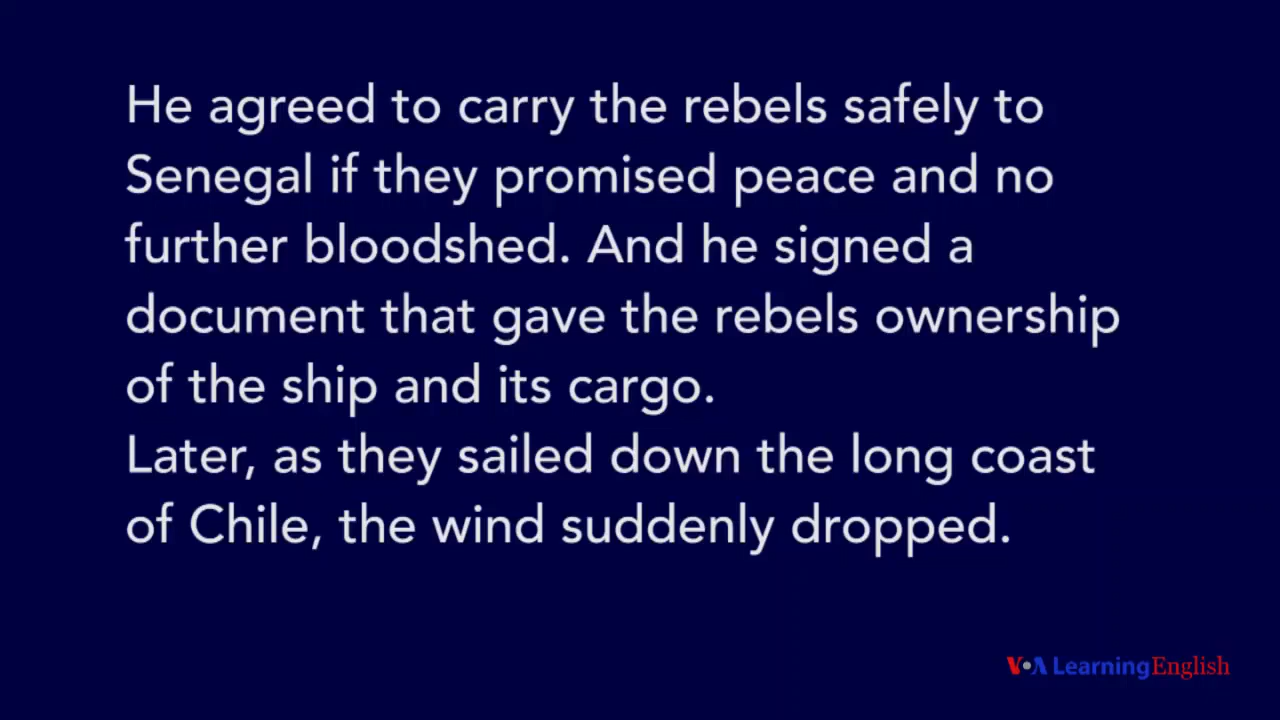 He agreed to carry the rebels safely to
Senegal if they promised peace and no
further bloodshed. And he signed a
document that gave the rebels ownership
of the ship and its cargo.
Later, as they sailed down the long coast
of Chile, the wind suddenly dropped.
VOA LearningEnglish